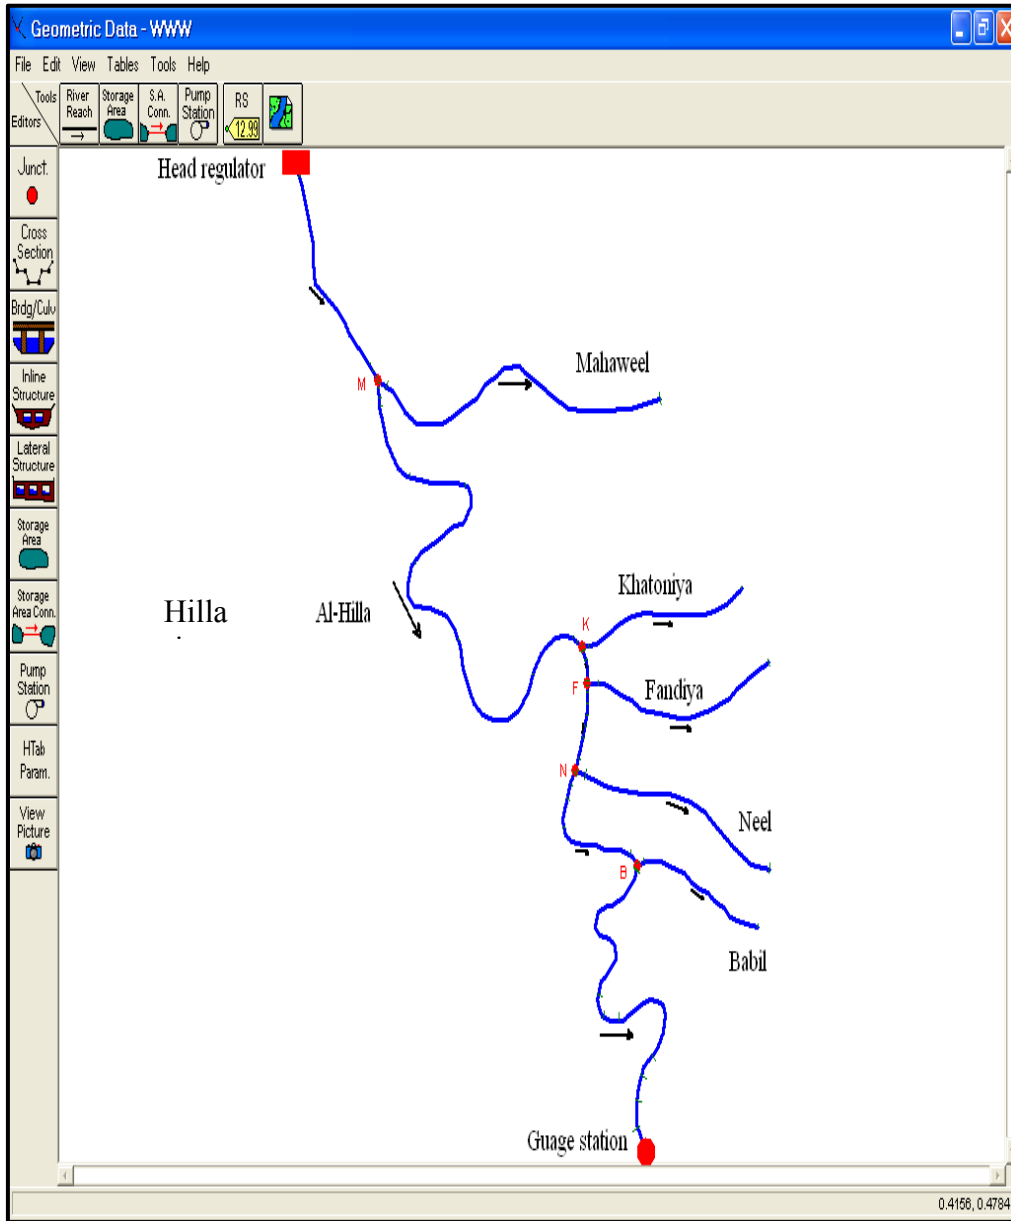 Geometric Data - WWW
File Edit View Tables Tools Help
Tools
Editors
River
Reach
Storage
Area
S.A.
Conn.
Pump
Station
RS
12.99
Junct.
Cross
Section
Brdg/Culv
Inline
Structure
Lateral
Structure
Storage
Area
Storage
Area Conn.
Pump
Station
HTab
Param.
View
Picture
Head regulator
Mahaweel
M
Khatoniya
Hilla
Al-Hilla
K
F
Fandiya
N
Neel
B
Babil
Guage station
0.4156, 0.4784